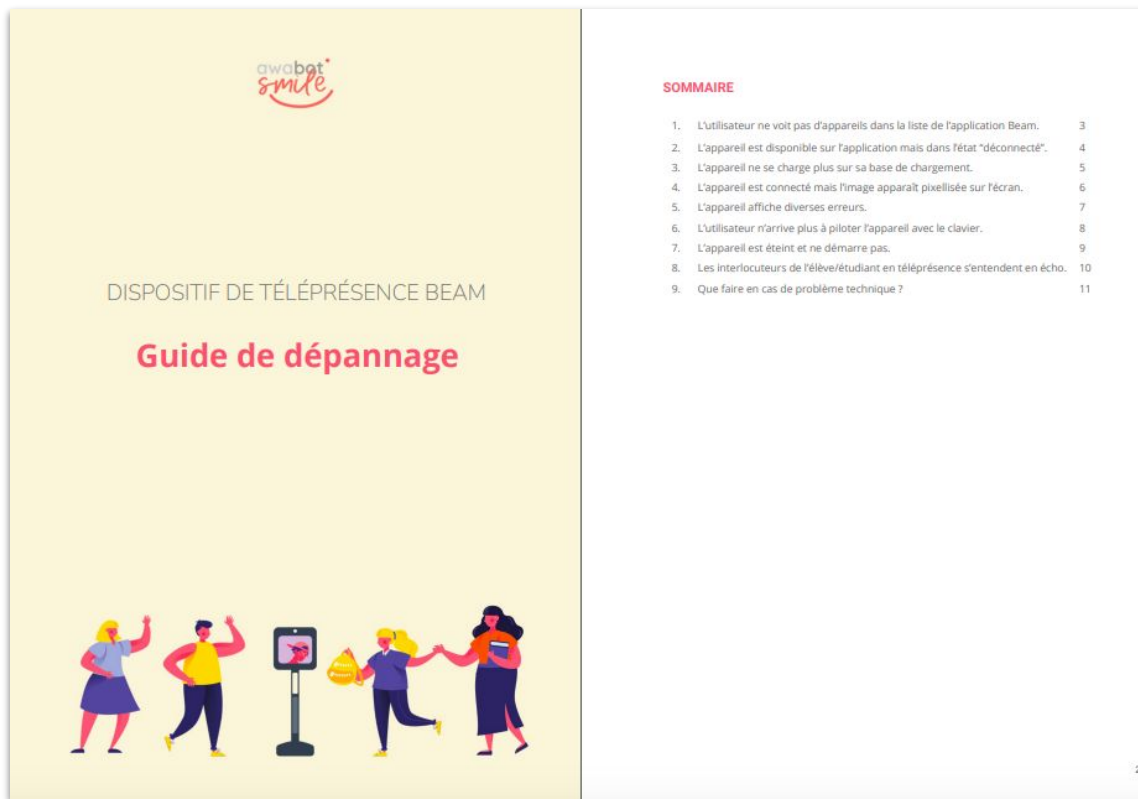 awabot
smile
DISPOSITIF DE TÉLÉPRÉSENCE BEAM
Guide de dépannage
SOMMAIRE
1. L'utilisateur ne voit pas d'appareils dans la liste de l'application Beam. 3
2. L'appareil est disponible sur l'application mais dans l'état "déconnecté". 4
3. L'appareil ne se charge plus sur sa base de chargement. 5
4. L'appareil est connecté mais l'image apparaît pixellisée sur l'écran. 6
5. L'appareil affiche diverses erreurs. 7
6. L'utilisateur n'arrive plus à piloter l'appareil avec le clavier. 8
7. L'appareil est éteint et ne démarre pas. 9
8. Les interlocuteurs de l'élève/étudiant en téléprésence s'entendent en écho. 10
9. Que faire en cas de problème technique ? 11
2